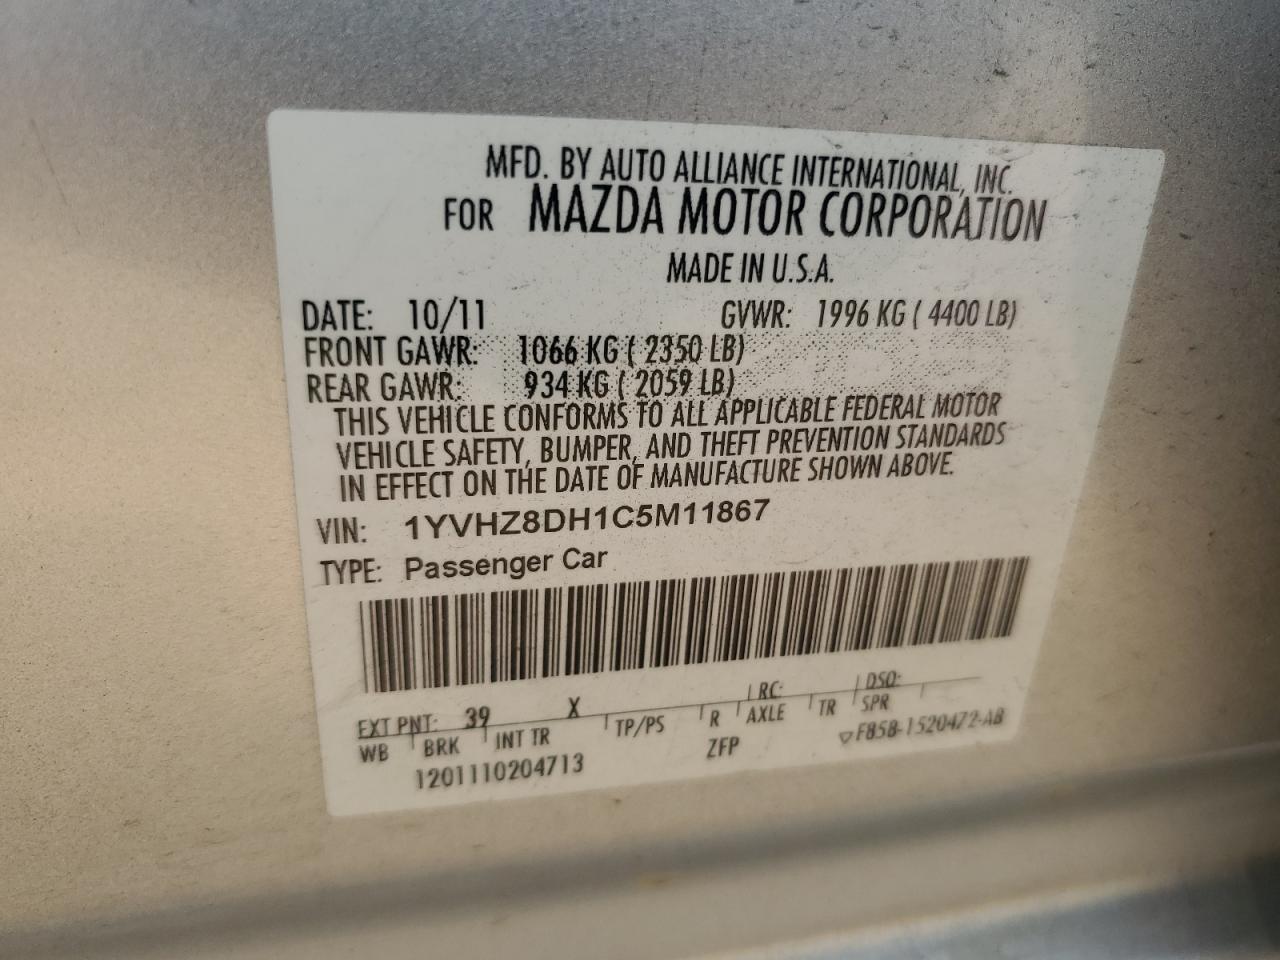 MFD. BY AUTO ALLIANCE INTERNATIONAL, INC.
FOR MAZDA MOTOR CORPORATION
MADE IN U.S.A.
DATE: 10/11 GVWR: 1996 KG ( 4400 LB)
FRONT GAWR: 1066 KG ( 2350 LB)
REAR GAWR: 934 KG ( 2059 LB)
THIS VEHICLE CONFORMS TO ALL APPLICABLE FEDERAL MOTOR
VEHICLE SAFETY, BUMPER, AND THEFT PREVENTION STANDARDS
IN EFFECT ON THE DATE OF MANUFACTURE SHOWN ABOVE.
VIN: 1YVHZ8DH1C5M11867
TYPE: Passenger Car
EXT PNT: 39 X RC: DSO:
WB BRK INT TR TP/PS R AXLE TR SPR
1201110204713 ZFP ▽F85B-1520472-AB